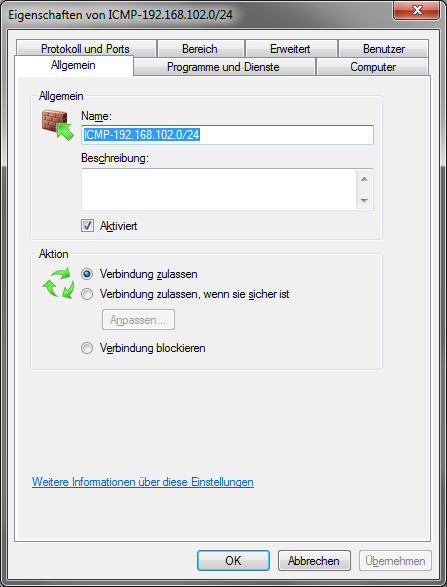 Eigenschaften von ICMP-192.168.102.0/24
Protokoll und Ports
Bereich
Erweitert
Benutzer
Allgemein
Programme und Dienste
Computer
Allgemein
Name:
ICMP-192.168.102.0/24
Beschreibung:
Aktiviert
Aktion
Verbindung zulassen
Verbindung zulassen, wenn sie sicher ist
Anpassen...
Verbindung blockieren
Weitere Informationen über diese Einstellungen
OK
Abbrechen
Übernehmen